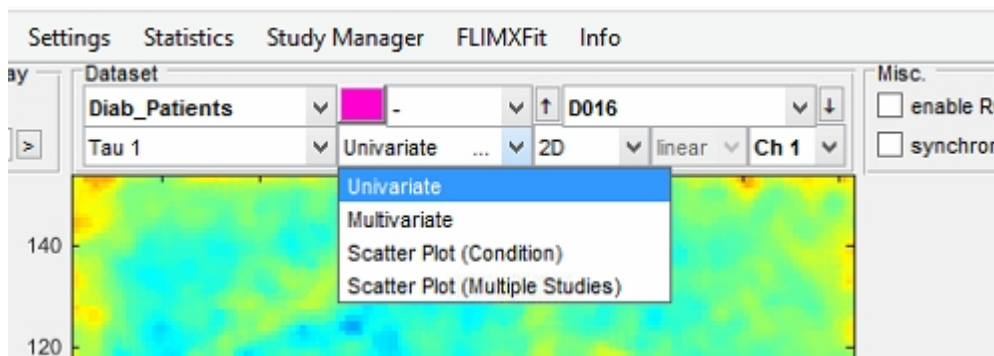 Settings Statistics Study Manager FLIMXFit Info
ay Dataset Misc.
Diab_Patients - ↑ D016 ↓ enable R
> Tau 1 Univariate ... 2D linear Ch 1 synchror
Univariate
Multivariate
Scatter Plot (Condition)
Scatter Plot (Multiple Studies)
140
120